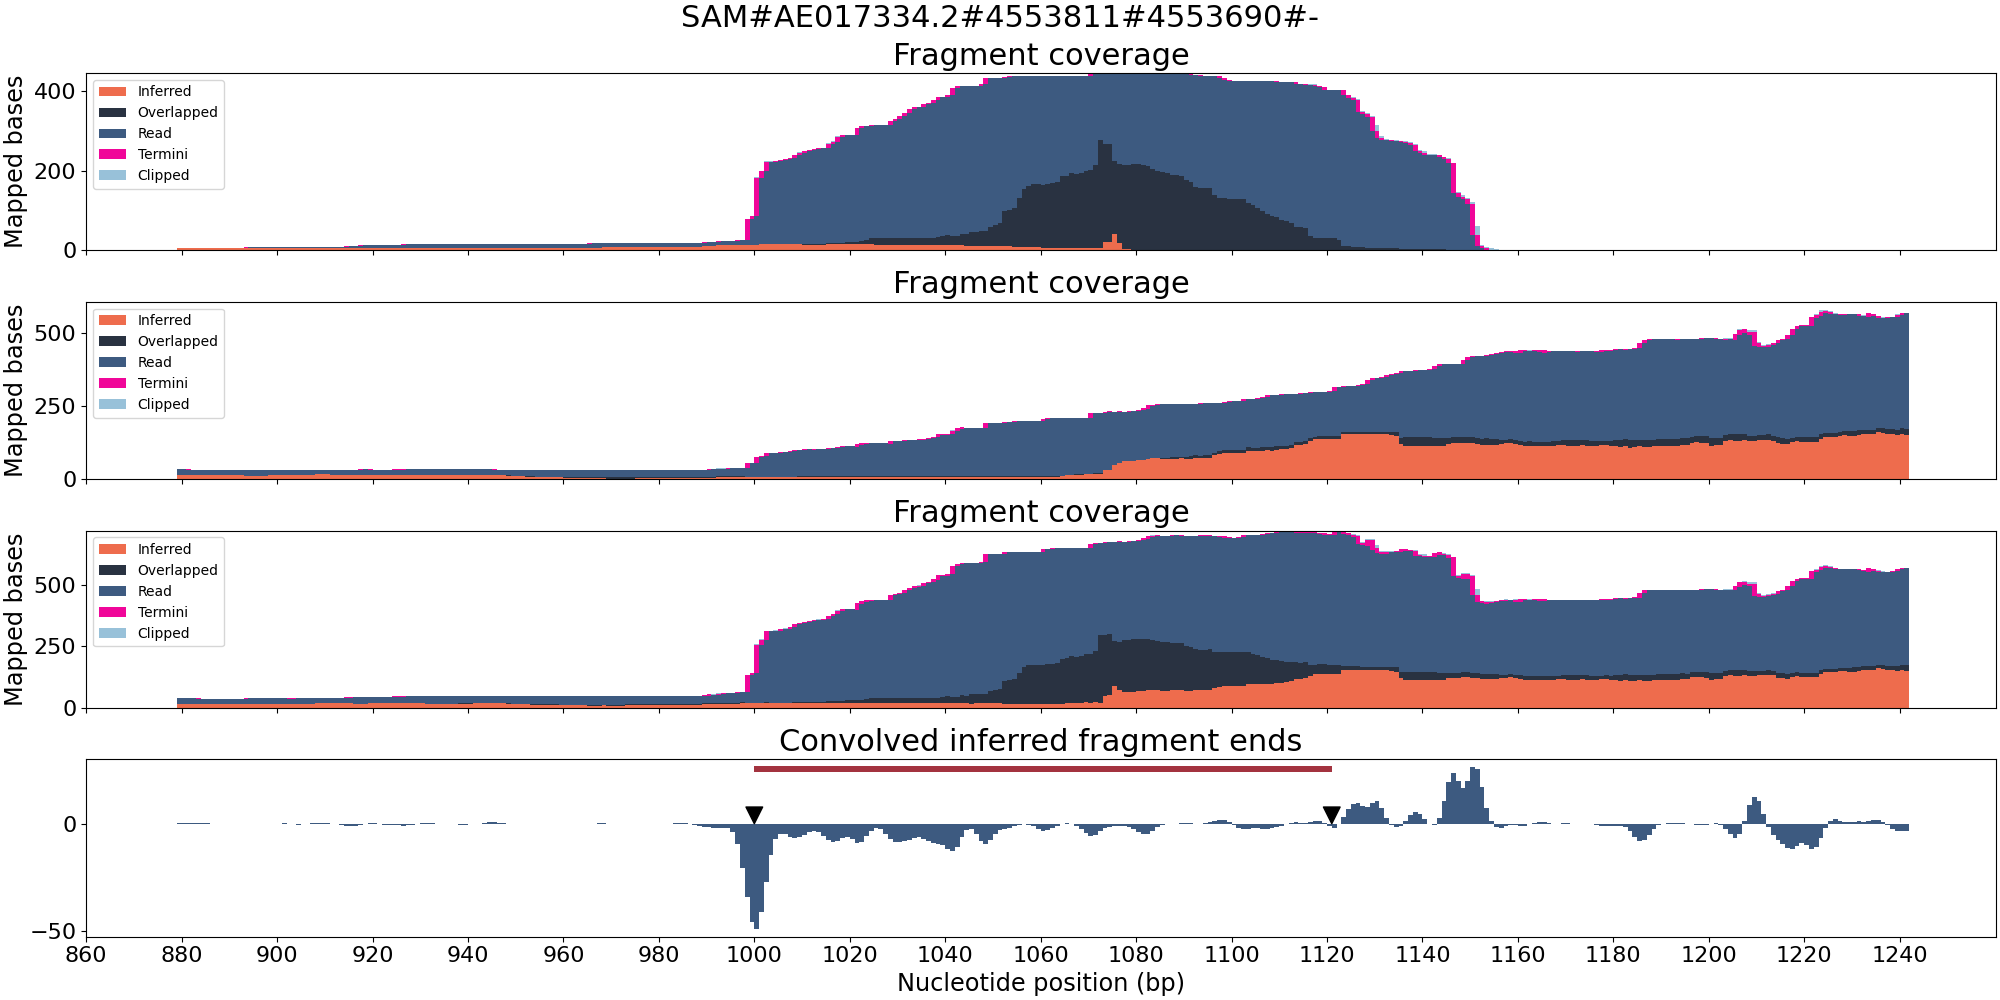 SAM#AE017334.2#4553811#4553690#-
Fragment coverage
Mapped bases
400
200
0
Inferred
Overlapped
Read
Termini
Clipped
Fragment coverage
Mapped bases
500
250
0
Inferred
Overlapped
Read
Termini
Clipped
Fragment coverage
Mapped bases
500
250
0
Inferred
Overlapped
Read
Termini
Clipped
Convolved inferred fragment ends
0
−50
860 880 900 920 940 960 980 1000 1020 1040 1060 1080 1100 1120 1140 1160 1180 1200 1220 1240
Nucleotide position (bp)